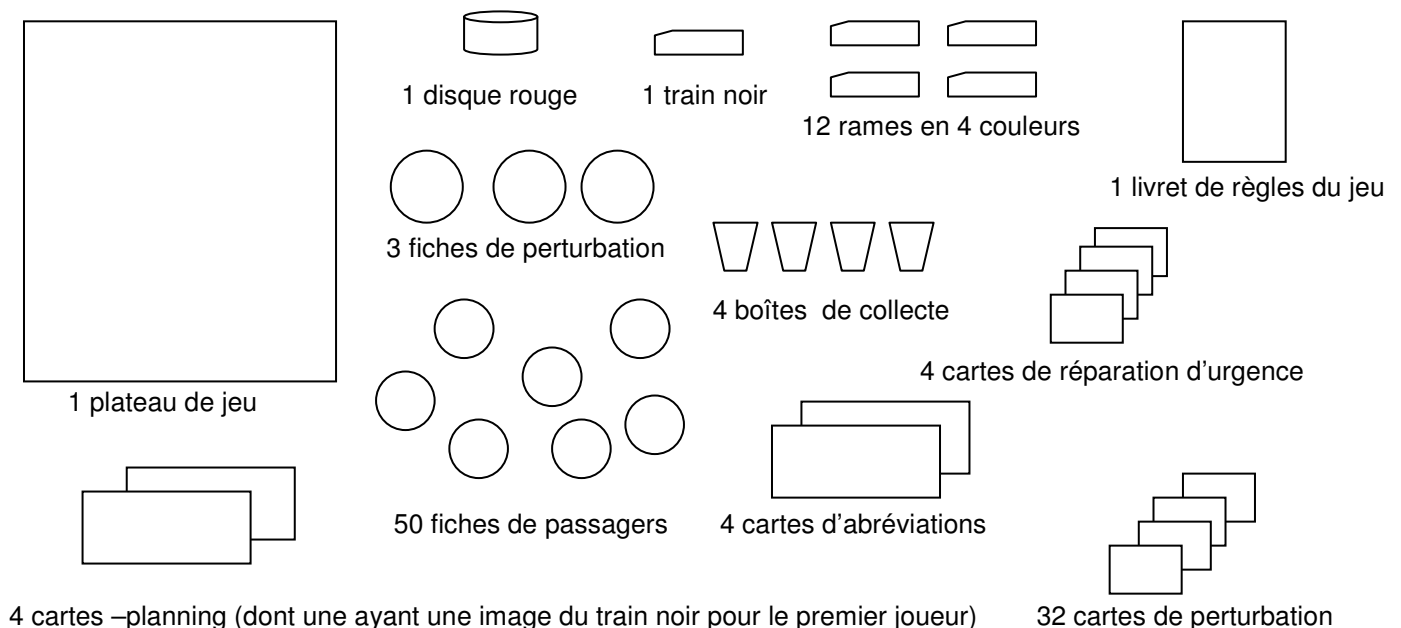 1 disque rouge
1 train noir
12 rames en 4 couleurs
1 livret de règles du jeu
3 fiches de perturbation
4 boîtes  de collecte
4 cartes de réparation d’urgence
1 plateau de jeu
50 fiches de passagers
4 cartes d’abréviations
4 cartes –planning (dont une ayant une image du train noir pour le premier joueur)
32 cartes de perturbation